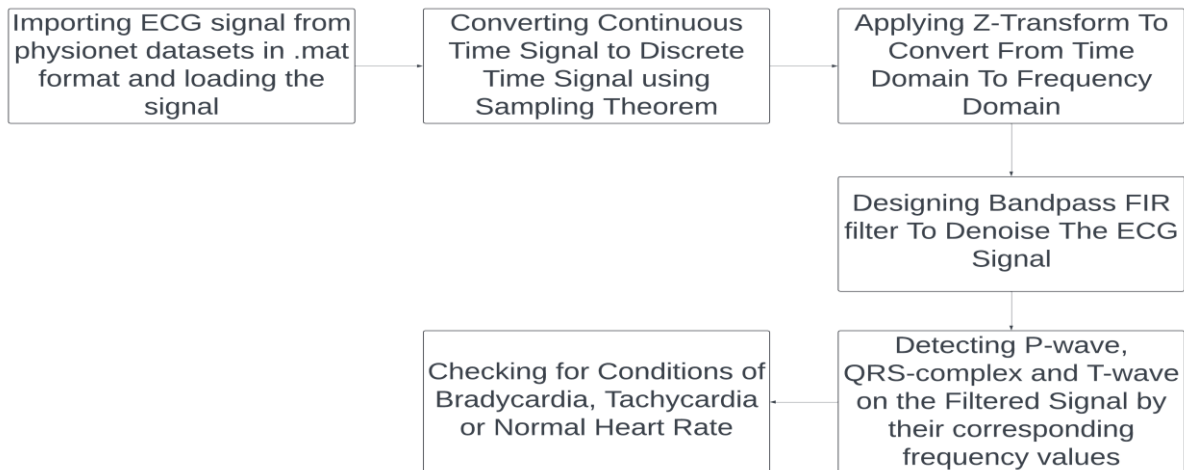 Importing ECG signal from
physionet datasets in .mat
format and loading the
signal
Converting Continuous
Time Signal to Discrete
Time Signal using
Sampling Theorem
Applying Z-Transform To
Convert From Time
Domain To Frequency
Domain
Designing Bandpass FIR
filter To Denoise The ECG
Signal
Detecting P-wave,
QRS-complex and T-wave
on the Filtered Signal by
their corresponding
frequency values
Checking for Conditions of
Bradycardia, Tachycardia
or Normal Heart Rate